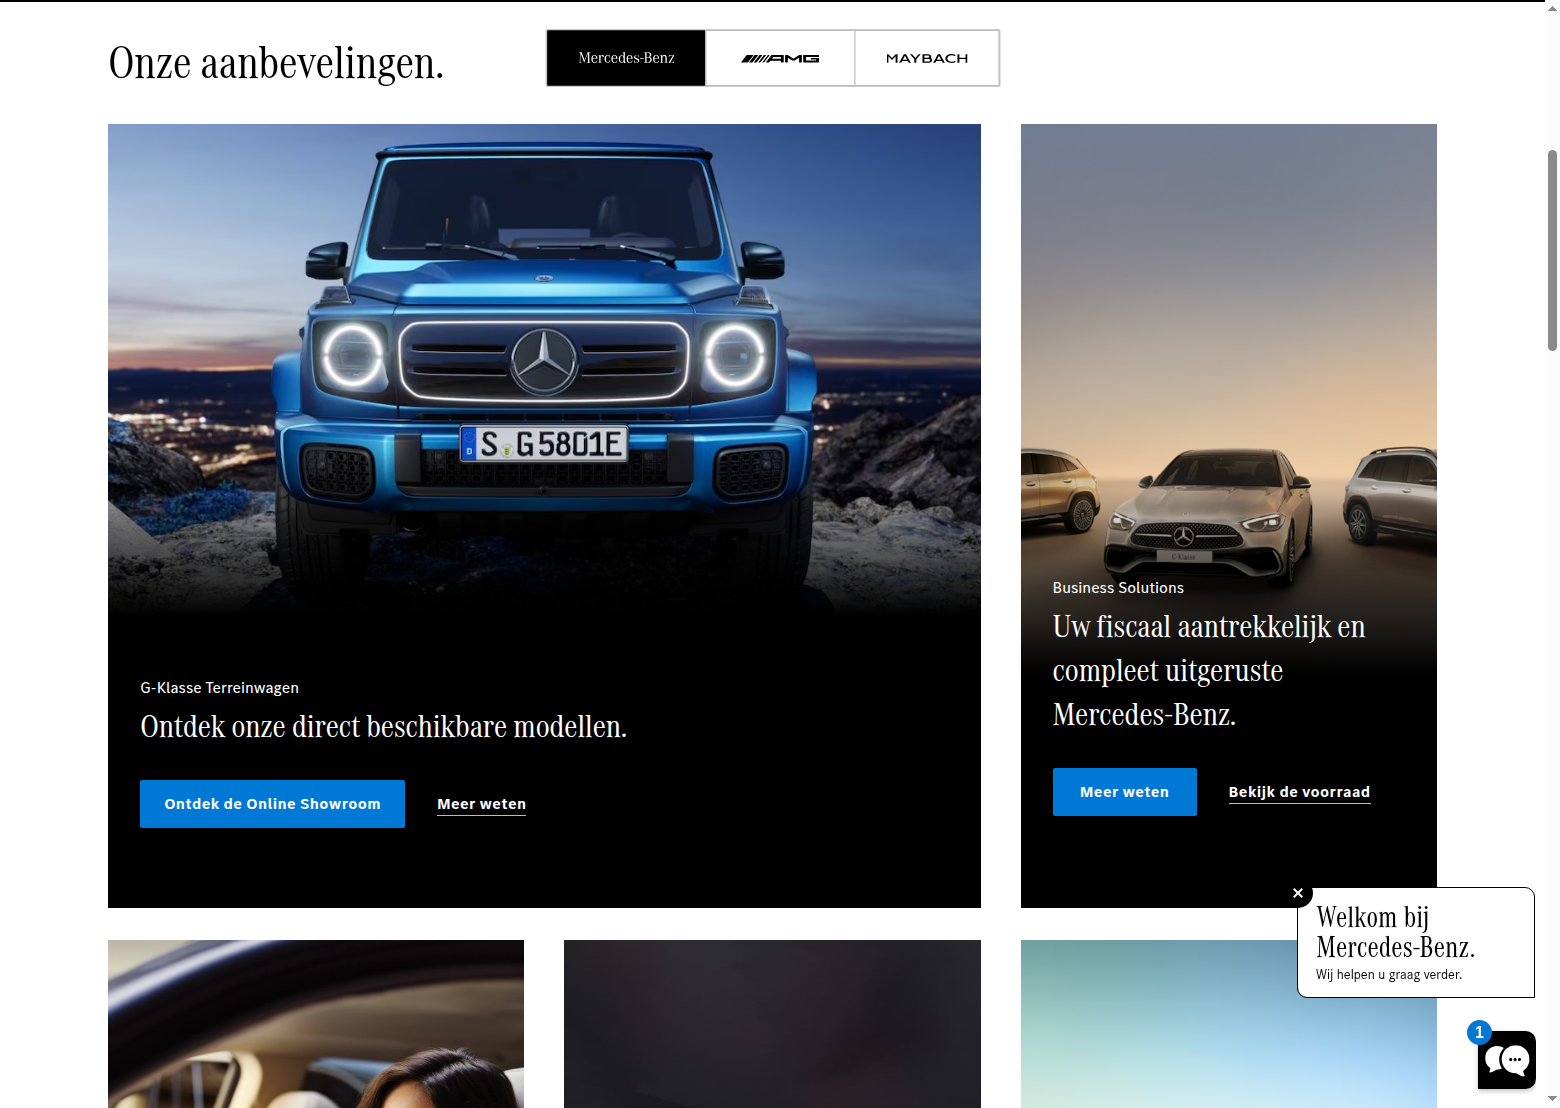 Onze aanbevelingen.
Mercedes-Benz
AMG
MAYBACH
D
S G 5801E
C-Klasse
G-Klasse Terreinwagen
Ontdek onze direct beschikbare modellen.
Ontdek de Online Showroom
Meer weten
Business Solutions
Uw fiscaal aantrekkelijk en
compleet uitgeruste
Mercedes-Benz.
Meer weten
Bekijk de voorraad
Welkom bij
Mercedes-Benz.
Wij helpen u graag verder.
1